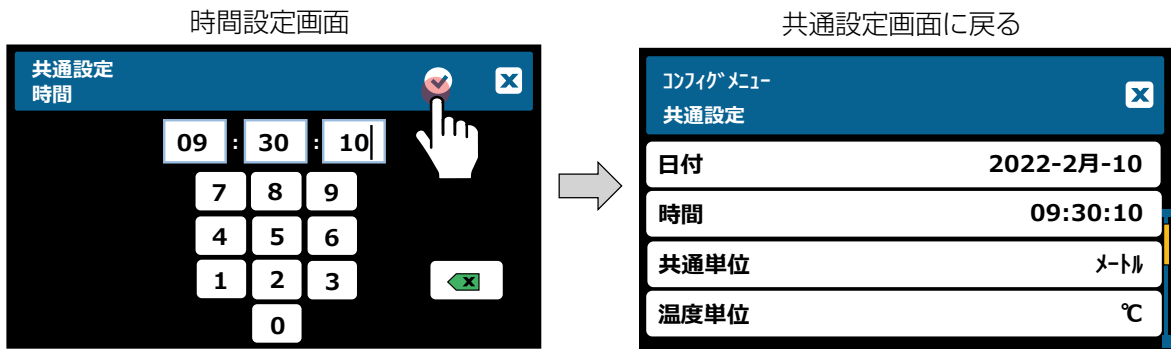 時間設定画面
共通設定
時間
09 : 30 : 10
7 8 9
4 5 6
1 2 3
0
共通設定画面に戻る
ｺﾝﾌｨｸﾞﾒﾆｭｰ
共通設定
日付 2022-2月-10
時間 09:30:10
共通単位 ﾒｰﾄﾙ
温度単位 ℃